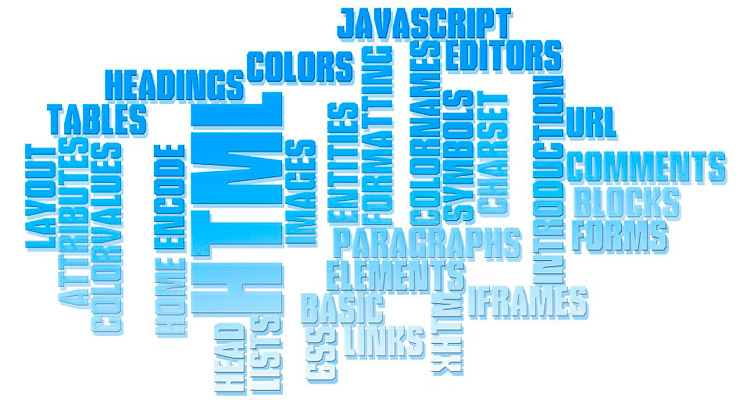 JAVASCRIPT
EDITORS
COLORS
HEADINGS
TABLES
LAYOUT
ATTRIBUTES
COLORVALUES
HOME
ENCODE
HTML
IMAGES
ENTITIES
FORMATTING
COLORNAMES
SYMBOLS
CHARSET
INTRODUCTION
URL
COMMENTS
BLOCKS
FORMS
PARAGRAPHS
ELEMENTS
IFRAMES
BASIC
LINKS
XHTM
CSS
HEAD
LISTS